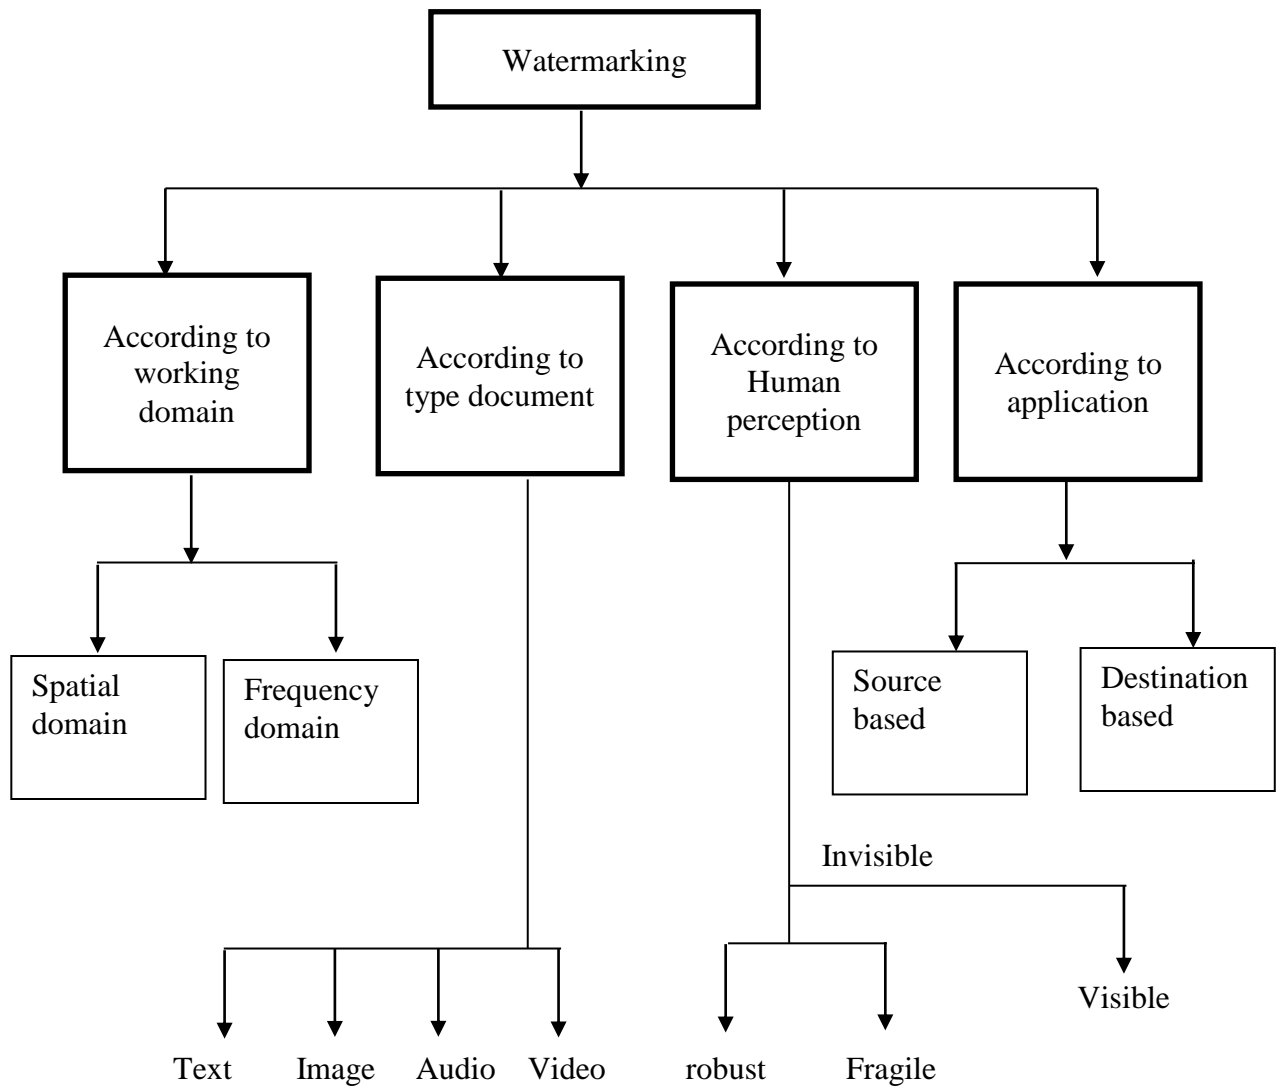 Watermarking
According to
working
domain
According to
type document
According to
Human
perception
According to
application
Spatial
domain
Frequency
domain
Source
based
Destination
based
Invisible
Visible
Text
Image
Audio
Video
robust
Fragile